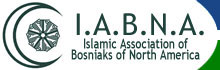 I.A.B.N.A.
Islamic Association of
Bosniaks of North America